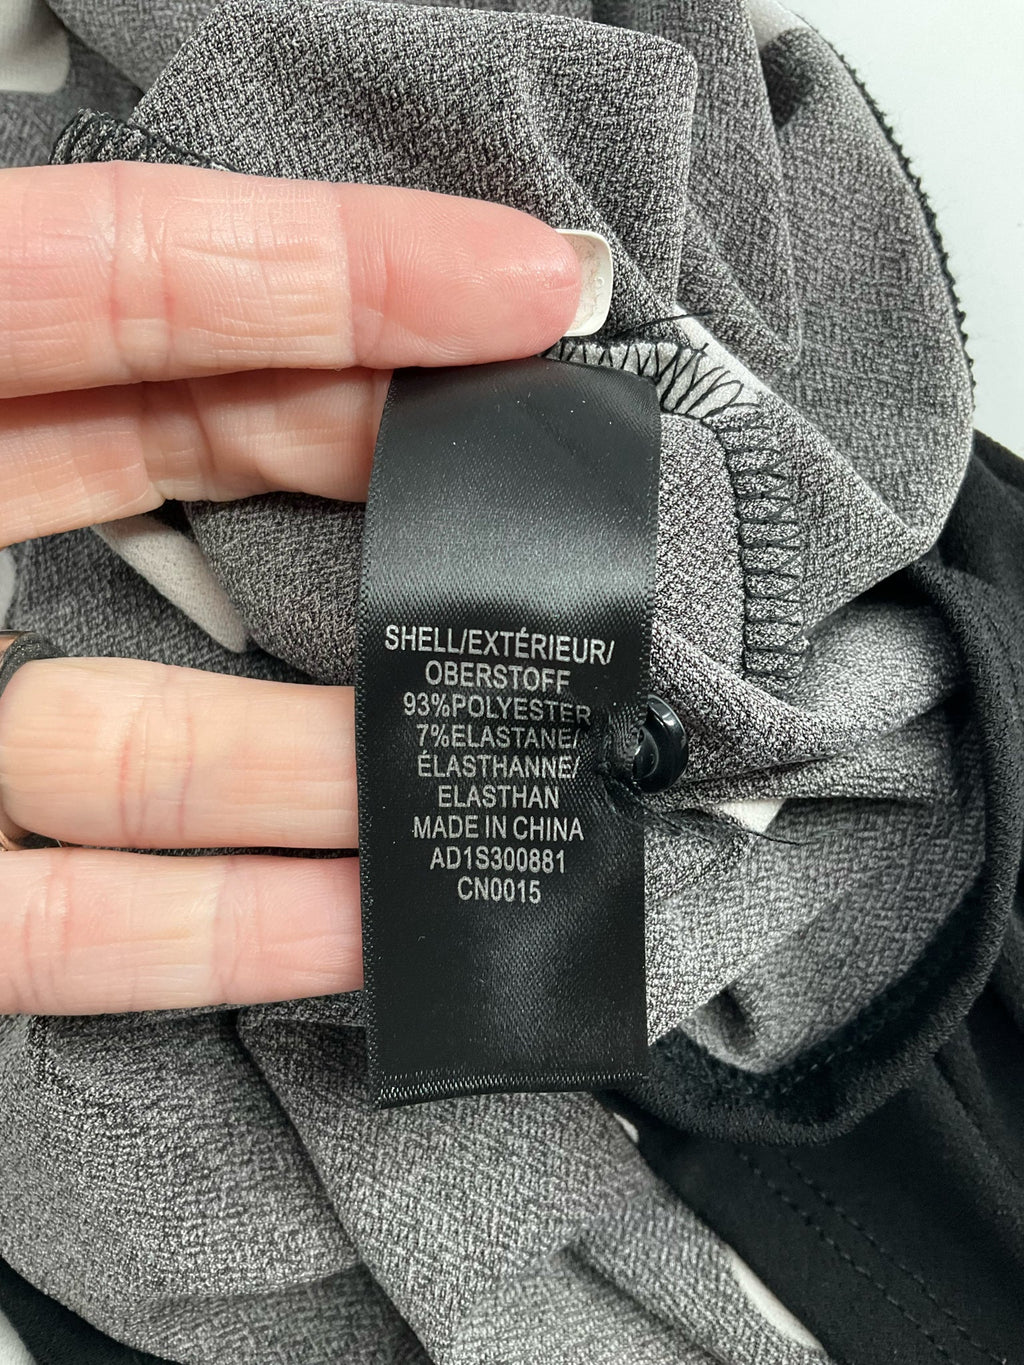 SHELL/EXTÉRIEUR/
OBERSTOFF
93%POLYESTER
7%ELASTANE/
ÉLASTHANNE/
ELASTHAN
MADE IN CHINA
AD1S300881
CN0015